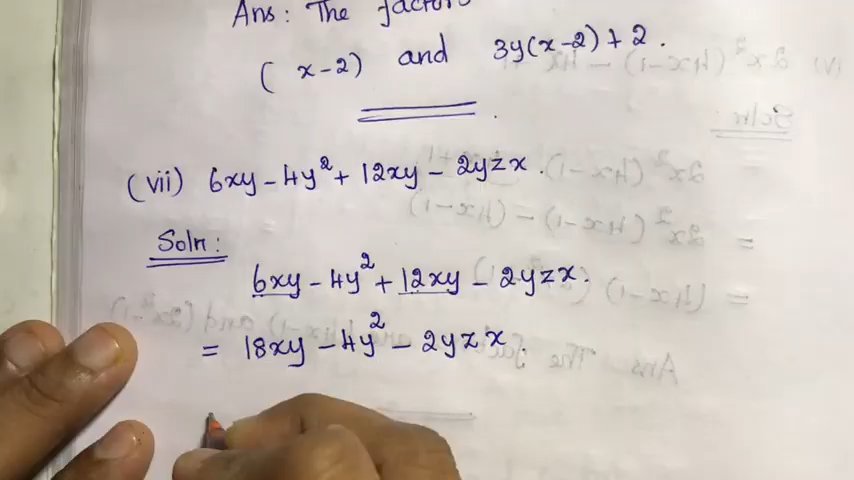 Ans: The factors
(x-2) and 3y(x-2)+2.
(vii) 6xy-4y²+12xy-2yzx.
Soln:
6xy-4y²+12xy-2yzx.
= 18xy-4y²-2yzx.